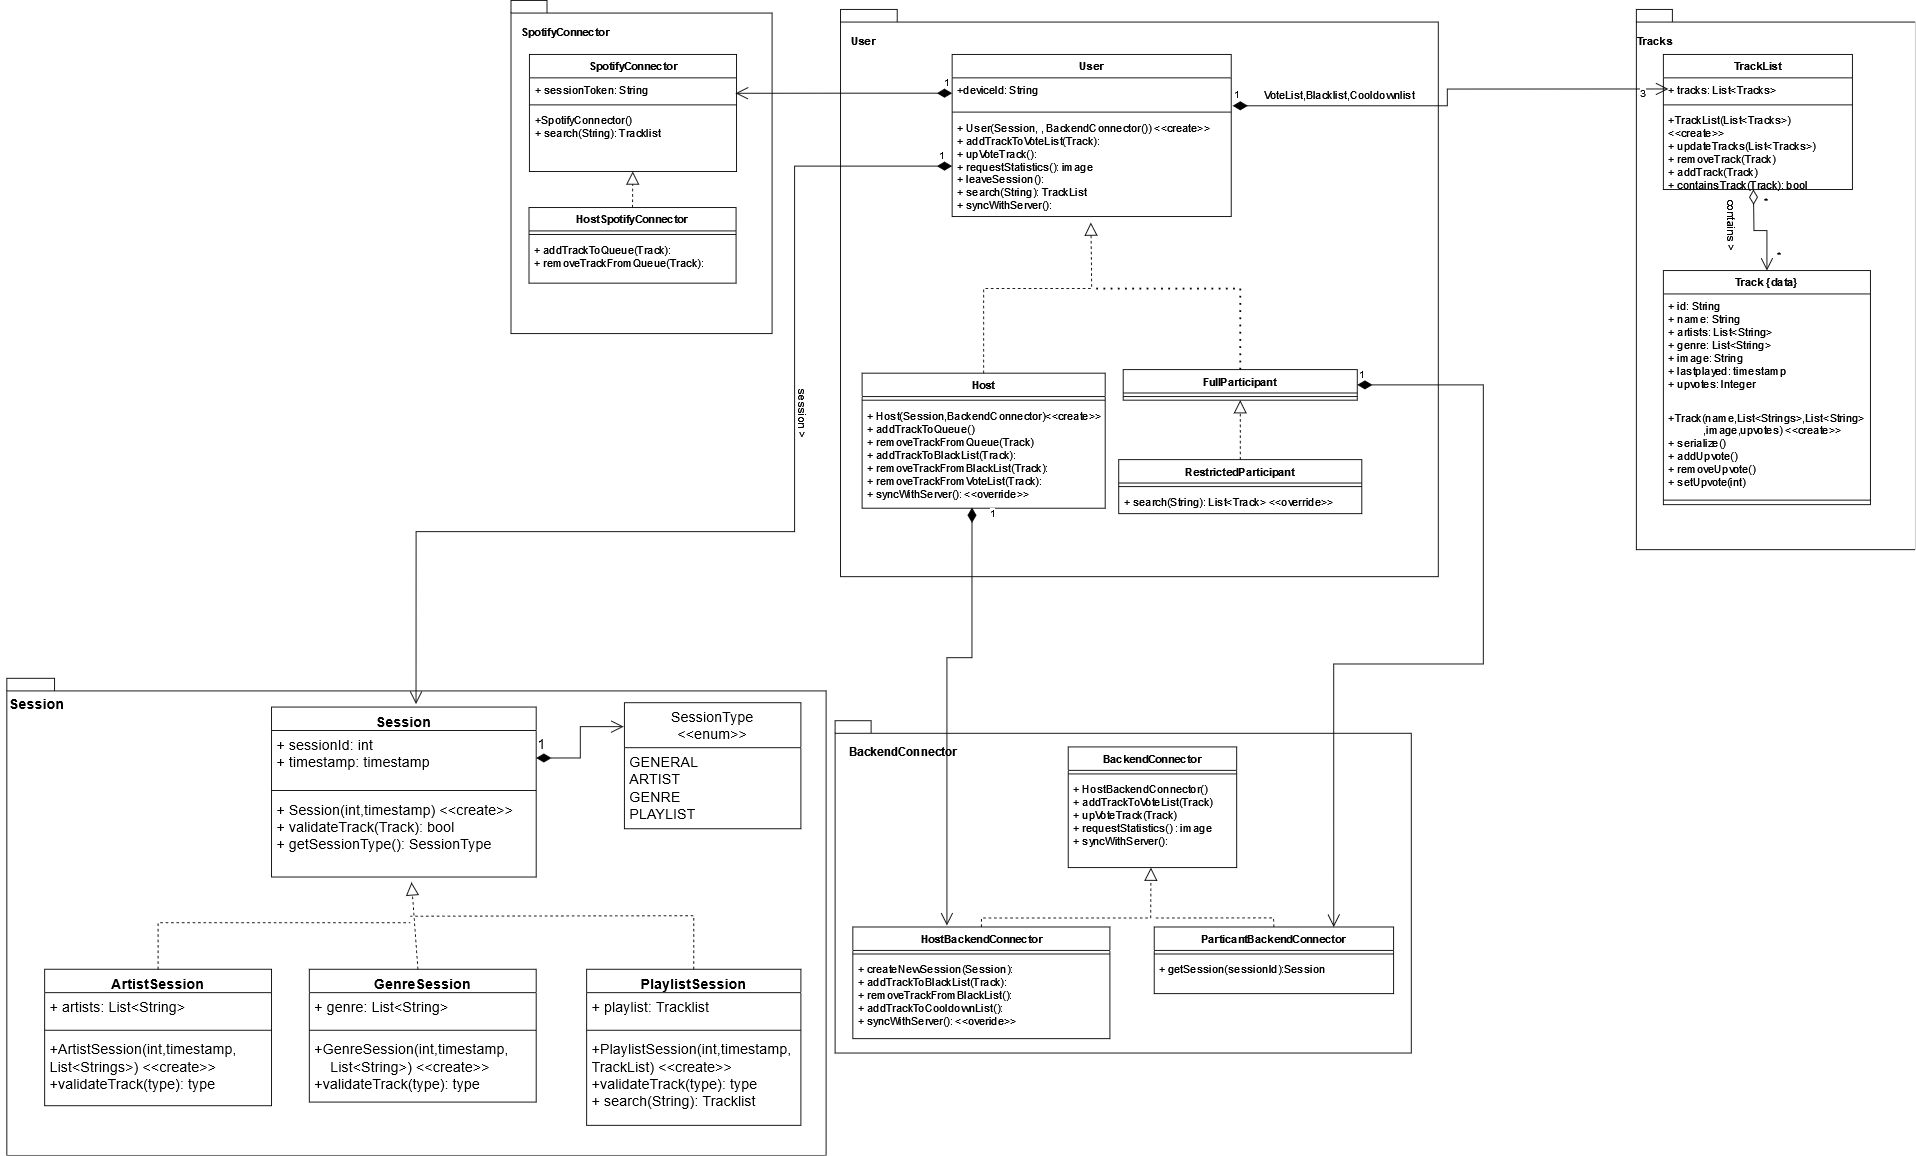 SpotifyConnector
SpotifyConnector
+ sessionToken: String
+SpotifyConnector()
+ search(String): Tracklist
HostSpotifyConnector
+ addTrackToQueue(Track):
+ removeTrackFromQueue(Track):
User
User
+deviceId: String
+ User(Session, , BackendConnector()) <<create>>
+ addTrackToVoteList(Track):
+ upVoteTrack():
+ requestStatistics(): image
+ leaveSession():
+ search(String): TrackList
+ syncWithServer():
1
1
1
VoteList,Blacklist,Cooldownlist
3
session >
Host
+ Host(Session,BackendConnector)<<create>>
+ addTrackToQueue()
+ removeTrackFromQueue(Track)
+ addTrackToBlackList(Track):
+ removeTrackFromBlackList(Track):
+ removeTrackFromVoteList(Track):
+ syncWithServer(): <<override>>
1
FullParticipant
1
RestrictedParticipant
+ search(String): List<Track> <<override>>
Tracks
TrackList
+ tracks: List<Tracks>
+TrackList(List<Tracks>)
<<create>>
+ updateTracks(List<Tracks>)
+ removeTrack(Track)
+ addTrack(Track)
+ containsTrack(Track): bool
*
contains >
*
Track {data}
+ id: String
+ name: String
+ artists: List<String>
+ genre: List<String>
+ image: String
+ lastplayed: timestamp
+ upvotes: Integer
+Track(name,List<Strings>,List<String>
,image,upvotes) <<create>>
+ serialize()
+ addUpvote()
+ removeUpvote()
+ setUpvote(int)
Session
Session
+ sessionId: int
+ timestamp: timestamp
+ Session(int,timestamp) <<create>>
+ validateTrack(Track): bool
+ getSessionType(): SessionType
1
SessionType
<<enum>>
GENERAL
ARTIST
GENRE
PLAYLIST
ArtistSession
+ artists: List<String>
+ArtistSession(int,timestamp,
List<Strings>) <<create>>
+validateTrack(type): type
GenreSession
+ genre: List<String>
+GenreSession(int,timestamp,
List<String>) <<create>>
+validateTrack(type): type
PlaylistSession
+ playlist: Tracklist
+PlaylistSession(int,timestamp,
TrackList) <<create>>
+validateTrack(type): type
+ search(String): Tracklist
BackendConnector
BackendConnector
+ HostBackendConnector()
+ addTrackToVoteList(Track)
+ upVoteTrack(Track)
+ requestStatistics() : image
+ syncWithServer():
HostBackendConnector
+ createNewSession(Session):
+ addTrackToBlackList(Track):
+ removeTrackFromBlackList():
+ addTrackToCooldownList():
+ syncWithServer(): <<overide>>
ParticantBackendConnector
+ getSession(sessionId):Session